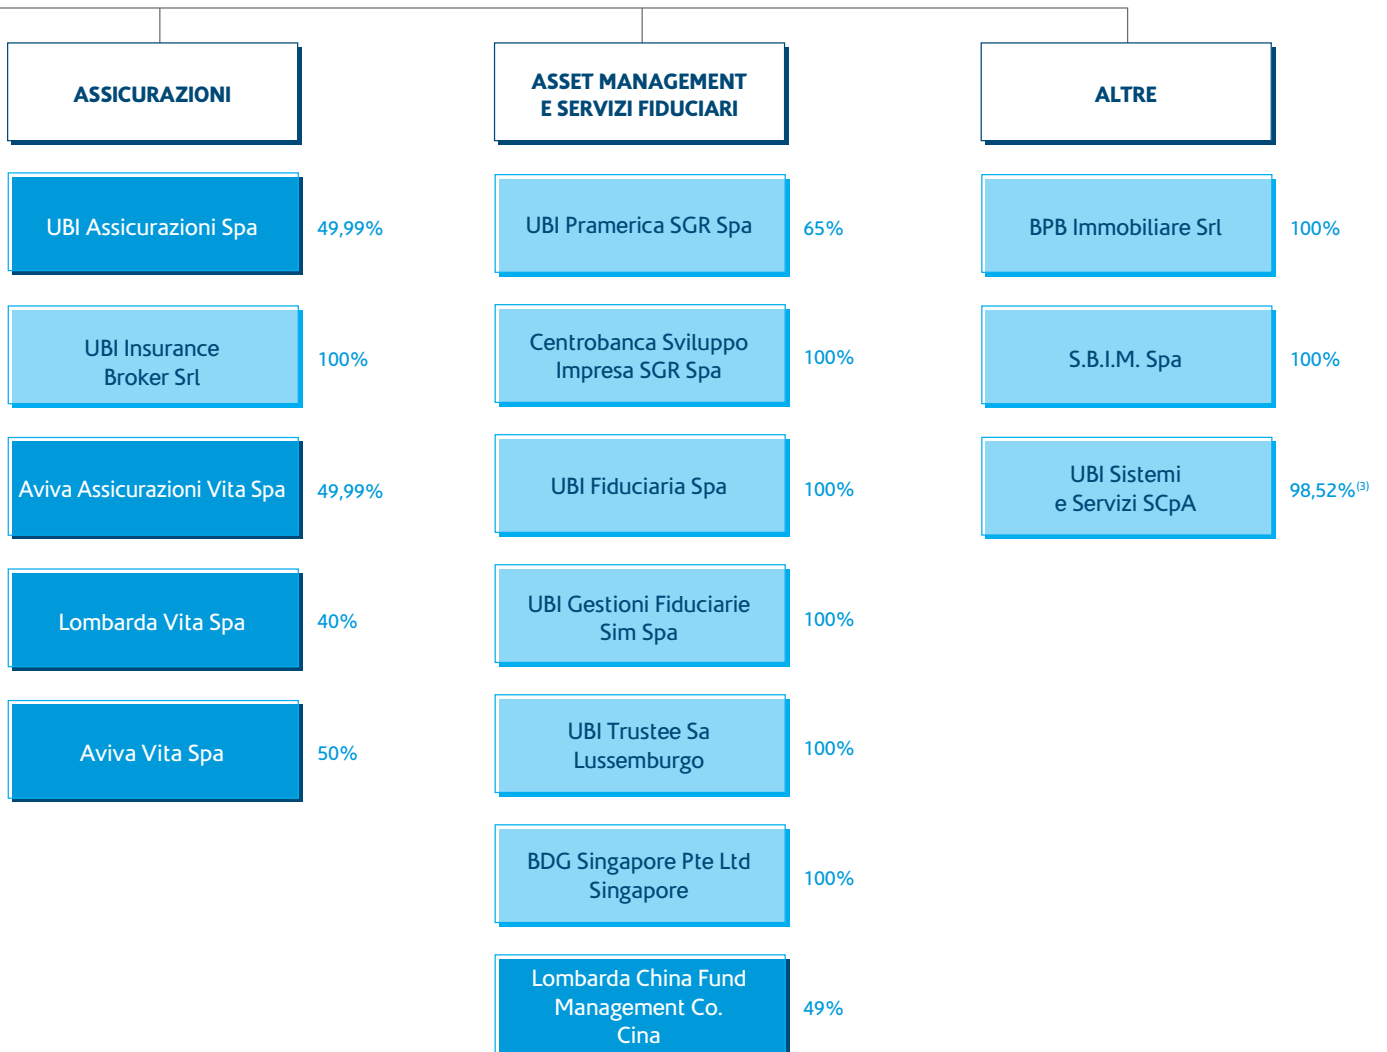 ASSICURAZIONI
UBI Assicurazioni Spa
49,99%
UBI Insurance
Broker Srl
100%
Aviva Assicurazioni Vita Spa
49,99%
Lombarda Vita Spa
40%
Aviva Vita Spa
50%
ASSET MANAGEMENT
E SERVIZI FIDUCIARI
UBI Pramerica SGR Spa
65%
Centrobanca Sviluppo
Impresa SGR Spa
100%
UBI Fiduciaria Spa
100%
UBI Gestioni Fiduciarie
Sim Spa
100%
UBI Trustee Sa
Lussemburgo
100%
BDG Singapore Pte Ltd
Singapore
100%
Lombarda China Fund
Management Co.
Cina
49%
ALTRE
BPB Immobiliare Srl
100%
S.B.I.M. Spa
100%
UBI Sistemi
e Servizi SCpA
98,52%(3)